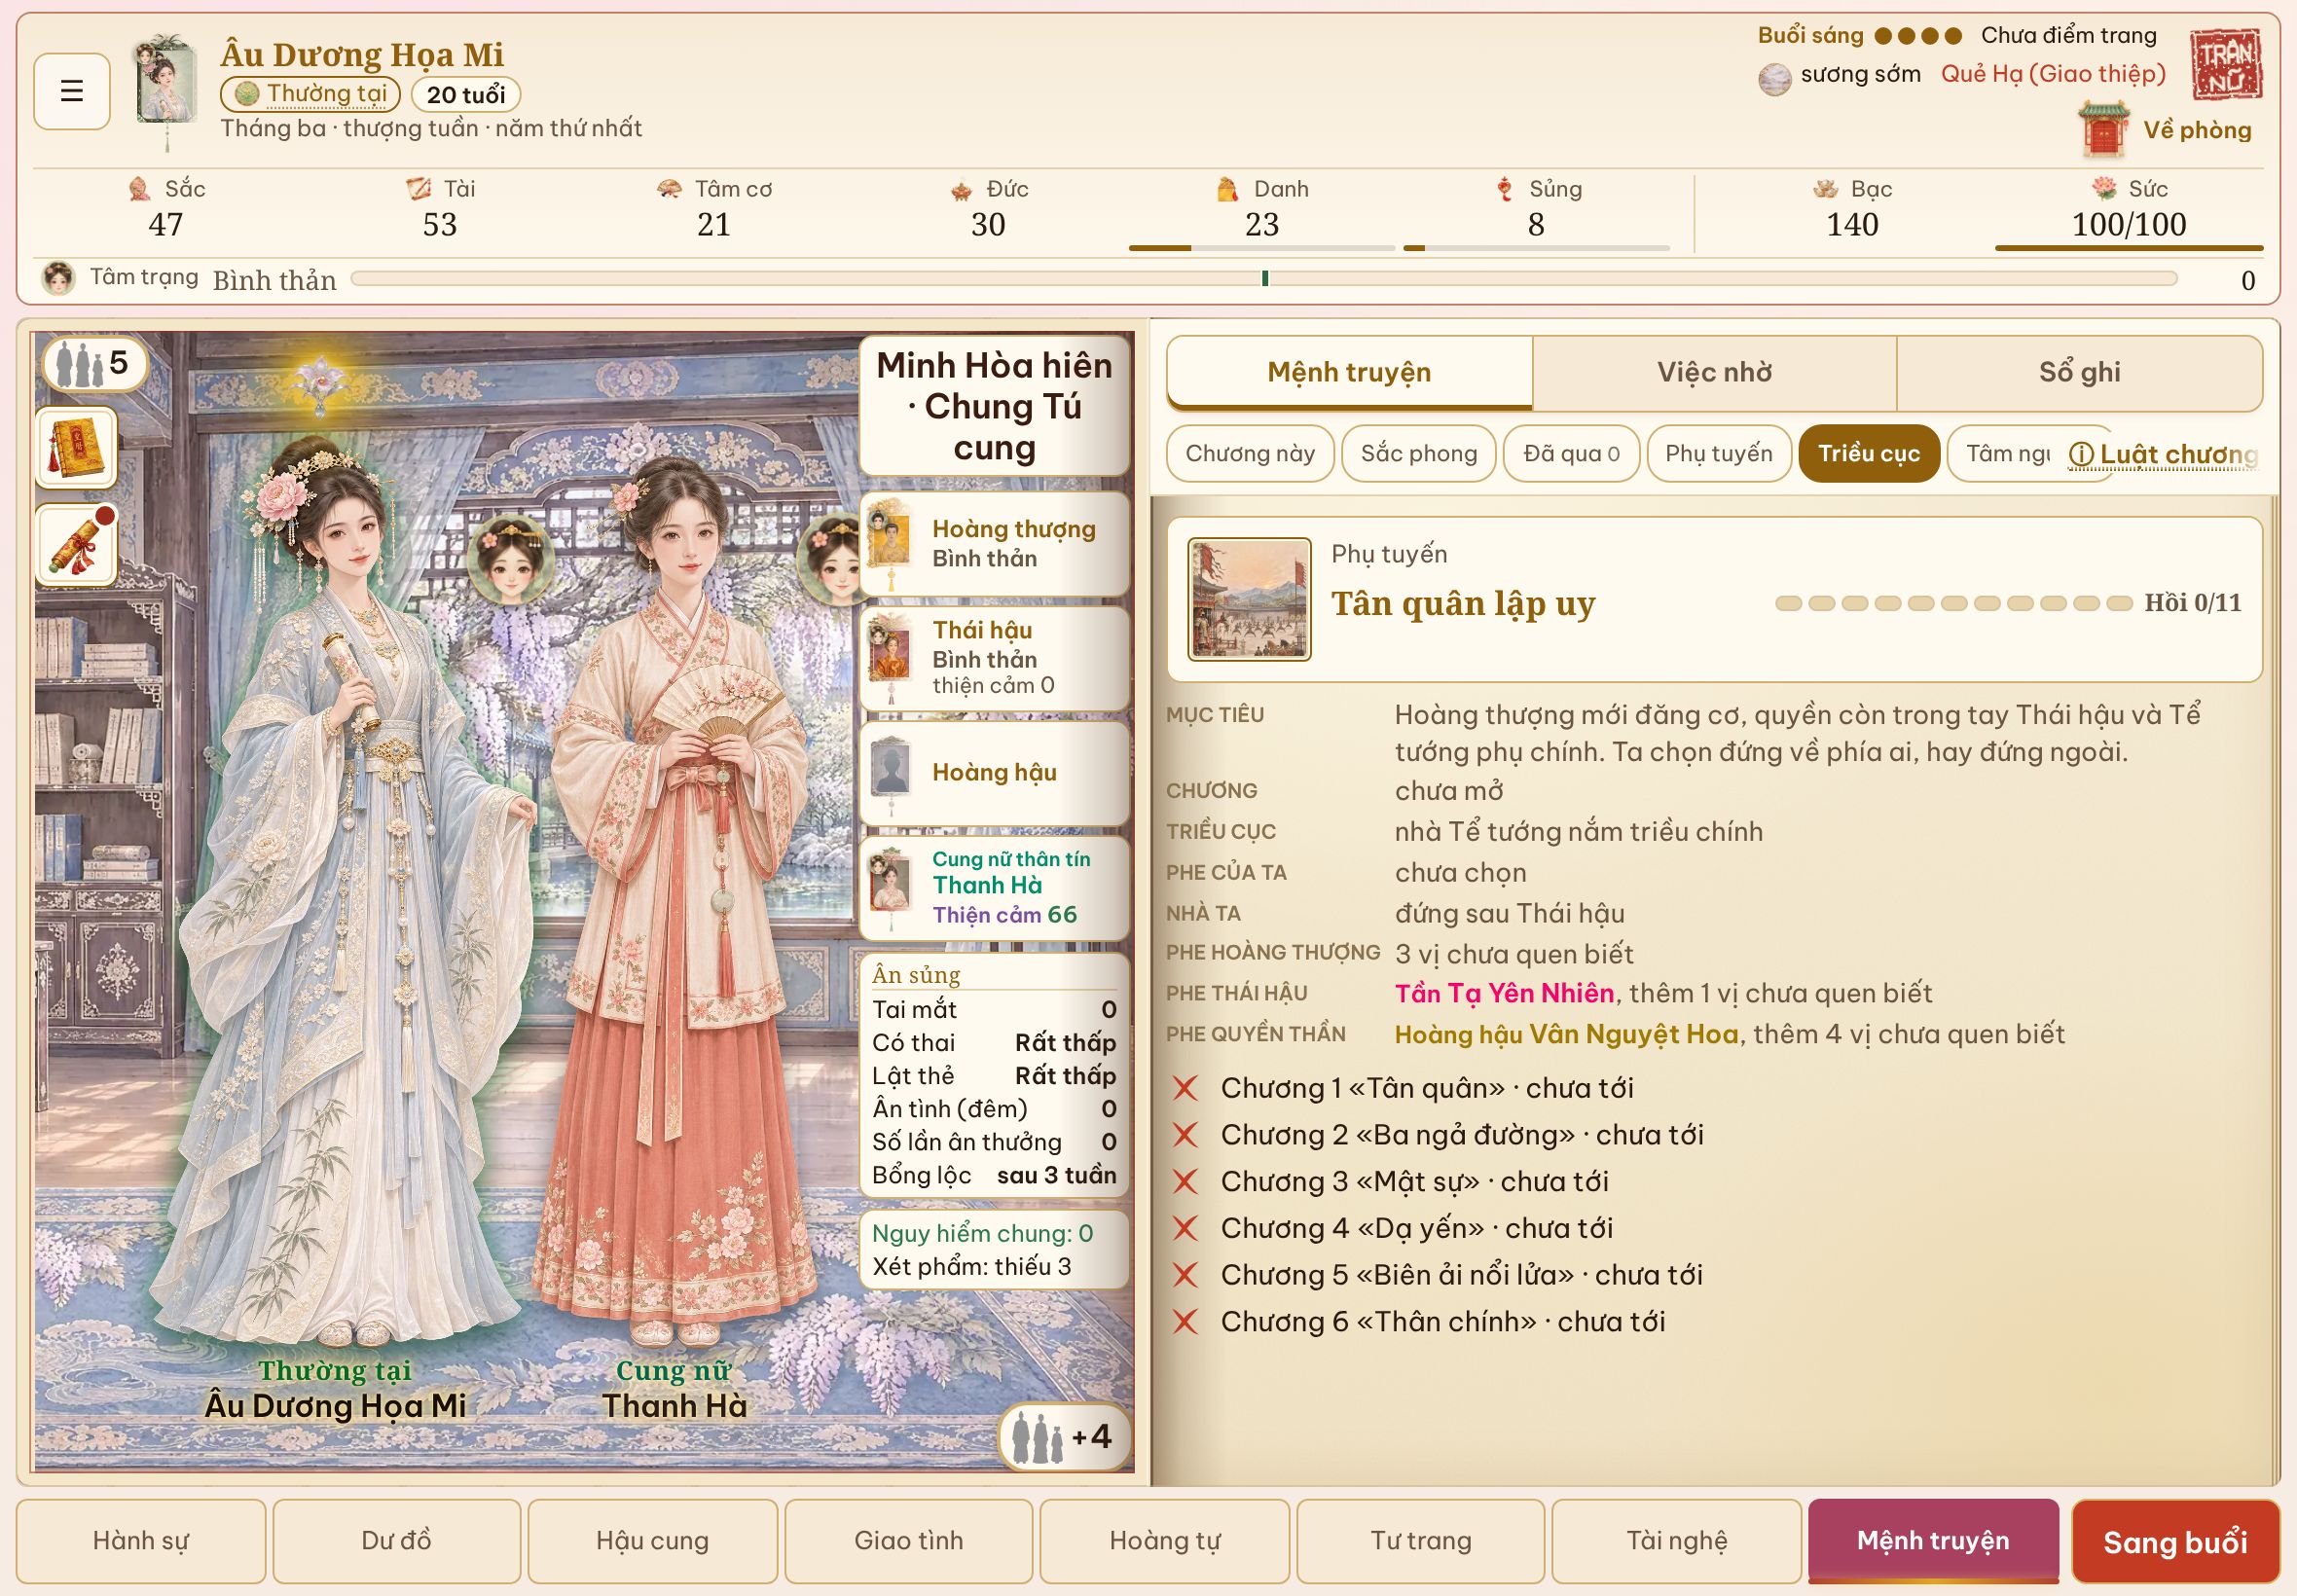 ☰
Âu Dương Họa Mi
Thường tại
20 tuổi
Tháng ba · thượng tuần · năm thứ nhất
Buổi sáng
Chưa điểm trang
sương sớm
Quẻ Hạ (Giao thiệp)
TRÂN NỮ
Về phòng
Sắc
47
Tài
53
Tâm cơ
21
Đức
30
Danh
23
Sủng
8
Bạc
140
Sức
100/100
Tâm trạng
Bình thản
0
5
Minh Hòa hiên
· Chung Tú
cung
Hoàng thượng
Bình thản
Thái hậu
Bình thản
thiện cảm 0
Hoàng hậu
Cung nữ thân tín
Thanh Hà
Thiện cảm 66
Ân sủng
Tai mắt 0
Có thai Rất thấp
Lật thẻ Rất thấp
Ân tình (đêm) 0
Số lần ân thưởng 0
Bổng lộc sau 3 tuần
Nguy hiểm chung: 0
Xét phẩm: thiếu 3
Thường tại
Âu Dương Họa Mi
Cung nữ
Thanh Hà
+4
Mệnh truyện
Việc nhờ
Sổ ghi
Chương này
Sắc phong
Đã qua 0
Phụ tuyến
Triều cục
Tâm ngu
ⓘ Luật chương
Phụ tuyến
Tân quân lập uy
Hồi 0/11
MỤC TIÊU Hoàng thượng mới đăng cơ, quyền còn trong tay Thái hậu và Tể
tướng phụ chính. Ta chọn đứng về phía ai, hay đứng ngoài.
CHƯƠNG chưa mở
TRIỀU CỤC nhà Tể tướng nắm triều chính
PHE CỦA TA chưa chọn
NHÀ TA đứng sau Thái hậu
PHE HOÀNG THƯỢNG 3 vị chưa quen biết
PHE THÁI HẬU Tần Tạ Yên Nhiên, thêm 1 vị chưa quen biết
PHE QUYỀN THẦN Hoàng hậu Vân Nguyệt Hoa, thêm 4 vị chưa quen biết
Chương 1 «Tân quân» · chưa tới
Chương 2 «Ba ngả đường» · chưa tới
Chương 3 «Mật sự» · chưa tới
Chương 4 «Dạ yến» · chưa tới
Chương 5 «Biên ải nổi lửa» · chưa tới
Chương 6 «Thân chính» · chưa tới
Hành sự
Dư đồ
Hậu cung
Giao tình
Hoàng tự
Tư trang
Tài nghệ
Mệnh truyện
Sang buổi